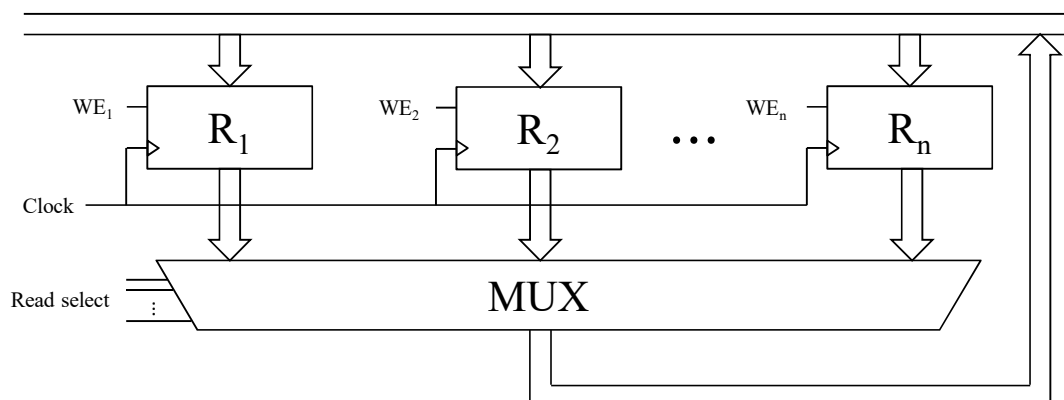 WE₁ WE₂ WEₙ
R₁ R₂ ... Rₙ
Clock
Read select
⋮
MUX